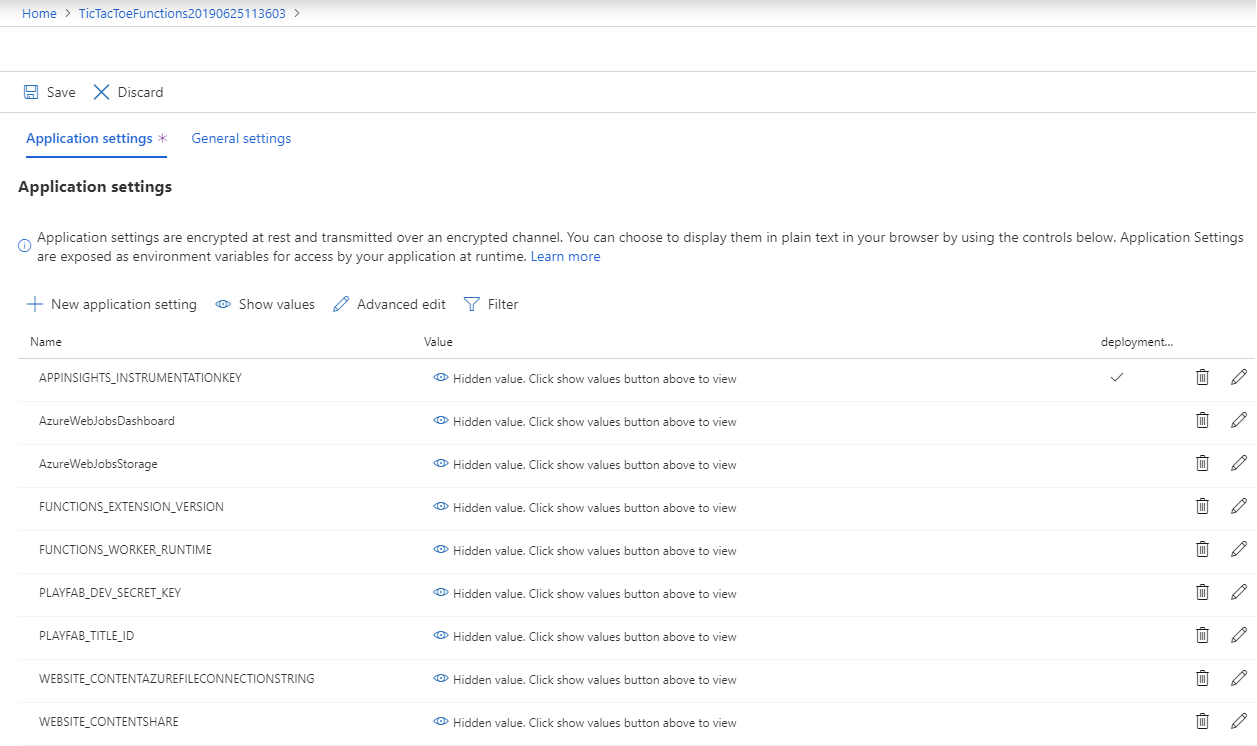 Home > TicTacToeFunctions20190625113603 >
Save Discard
Application settings * General settings
Application settings
Application settings are encrypted at rest and transmitted over an encrypted channel. You can choose to display them in plain text in your browser by using the controls below. Application Settings
are exposed as environment variables for access by your application at runtime. Learn more
New application setting Show values Advanced edit Filter
Name Value deployment...
APPINSIGHTS_INSTRUMENTATIONKEY Hidden value. Click show values button above to view
AzureWebJobsDashboard Hidden value. Click show values button above to view
AzureWebJobsStorage Hidden value. Click show values button above to view
FUNCTIONS_EXTENSION_VERSION Hidden value. Click show values button above to view
FUNCTIONS_WORKER_RUNTIME Hidden value. Click show values button above to view
PLAYFAB_DEV_SECRET_KEY Hidden value. Click show values button above to view
PLAYFAB_TITLE_ID Hidden value. Click show values button above to view
WEBSITE_CONTENTAZUREFILECONNECTIONSTRING Hidden value. Click show values button above to view
WEBSITE_CONTENTSHARE Hidden value. Click show values button above to view